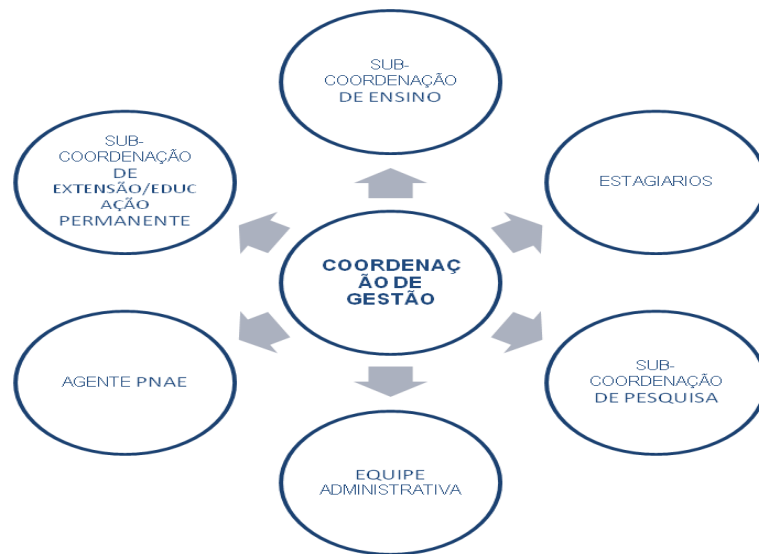 SUB-
COORDENAÇÃO
DE ENSINO
SUB-
COORDENAÇÃO
DE
EXTENSÃO/EDUC
AÇÃO
PERMANENTE
ESTAGIARIOS
COORDENAÇ
ÃO DE
GESTÃO
AGENTE PNAE
SUB-
COORDENAÇÃO
DE PESQUISA
EQUIPE
ADMINISTRATIVA